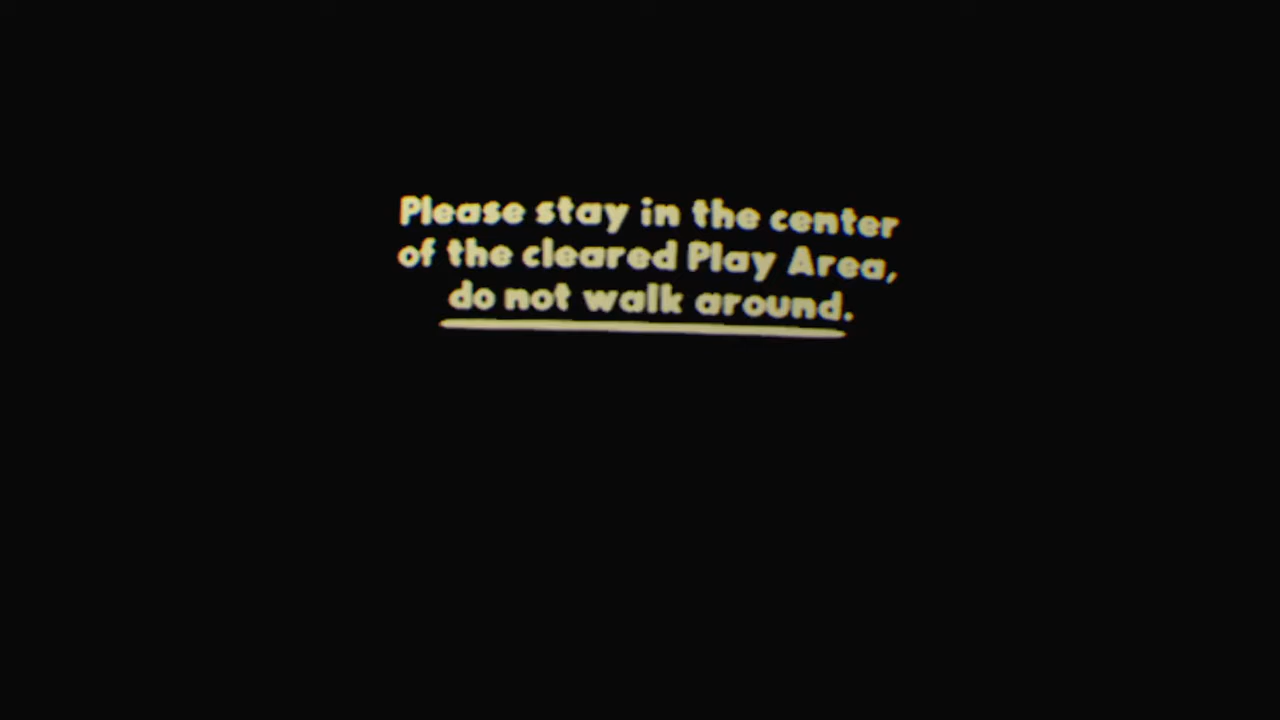 Please stay in the center
of the cleared Play Area,
do not walk around.